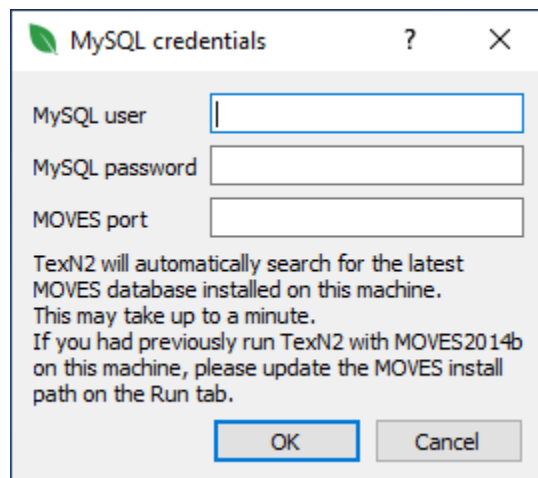 MySQL credentials ?
MySQL user
MySQL password
MOVES port
TexN2 will automatically search for the latest
MOVES database installed on this machine.
This may take up to a minute.
If you had previously run TexN2 with MOVES2014b
on this machine, please update the MOVES install
path on the Run tab.
OK Cancel